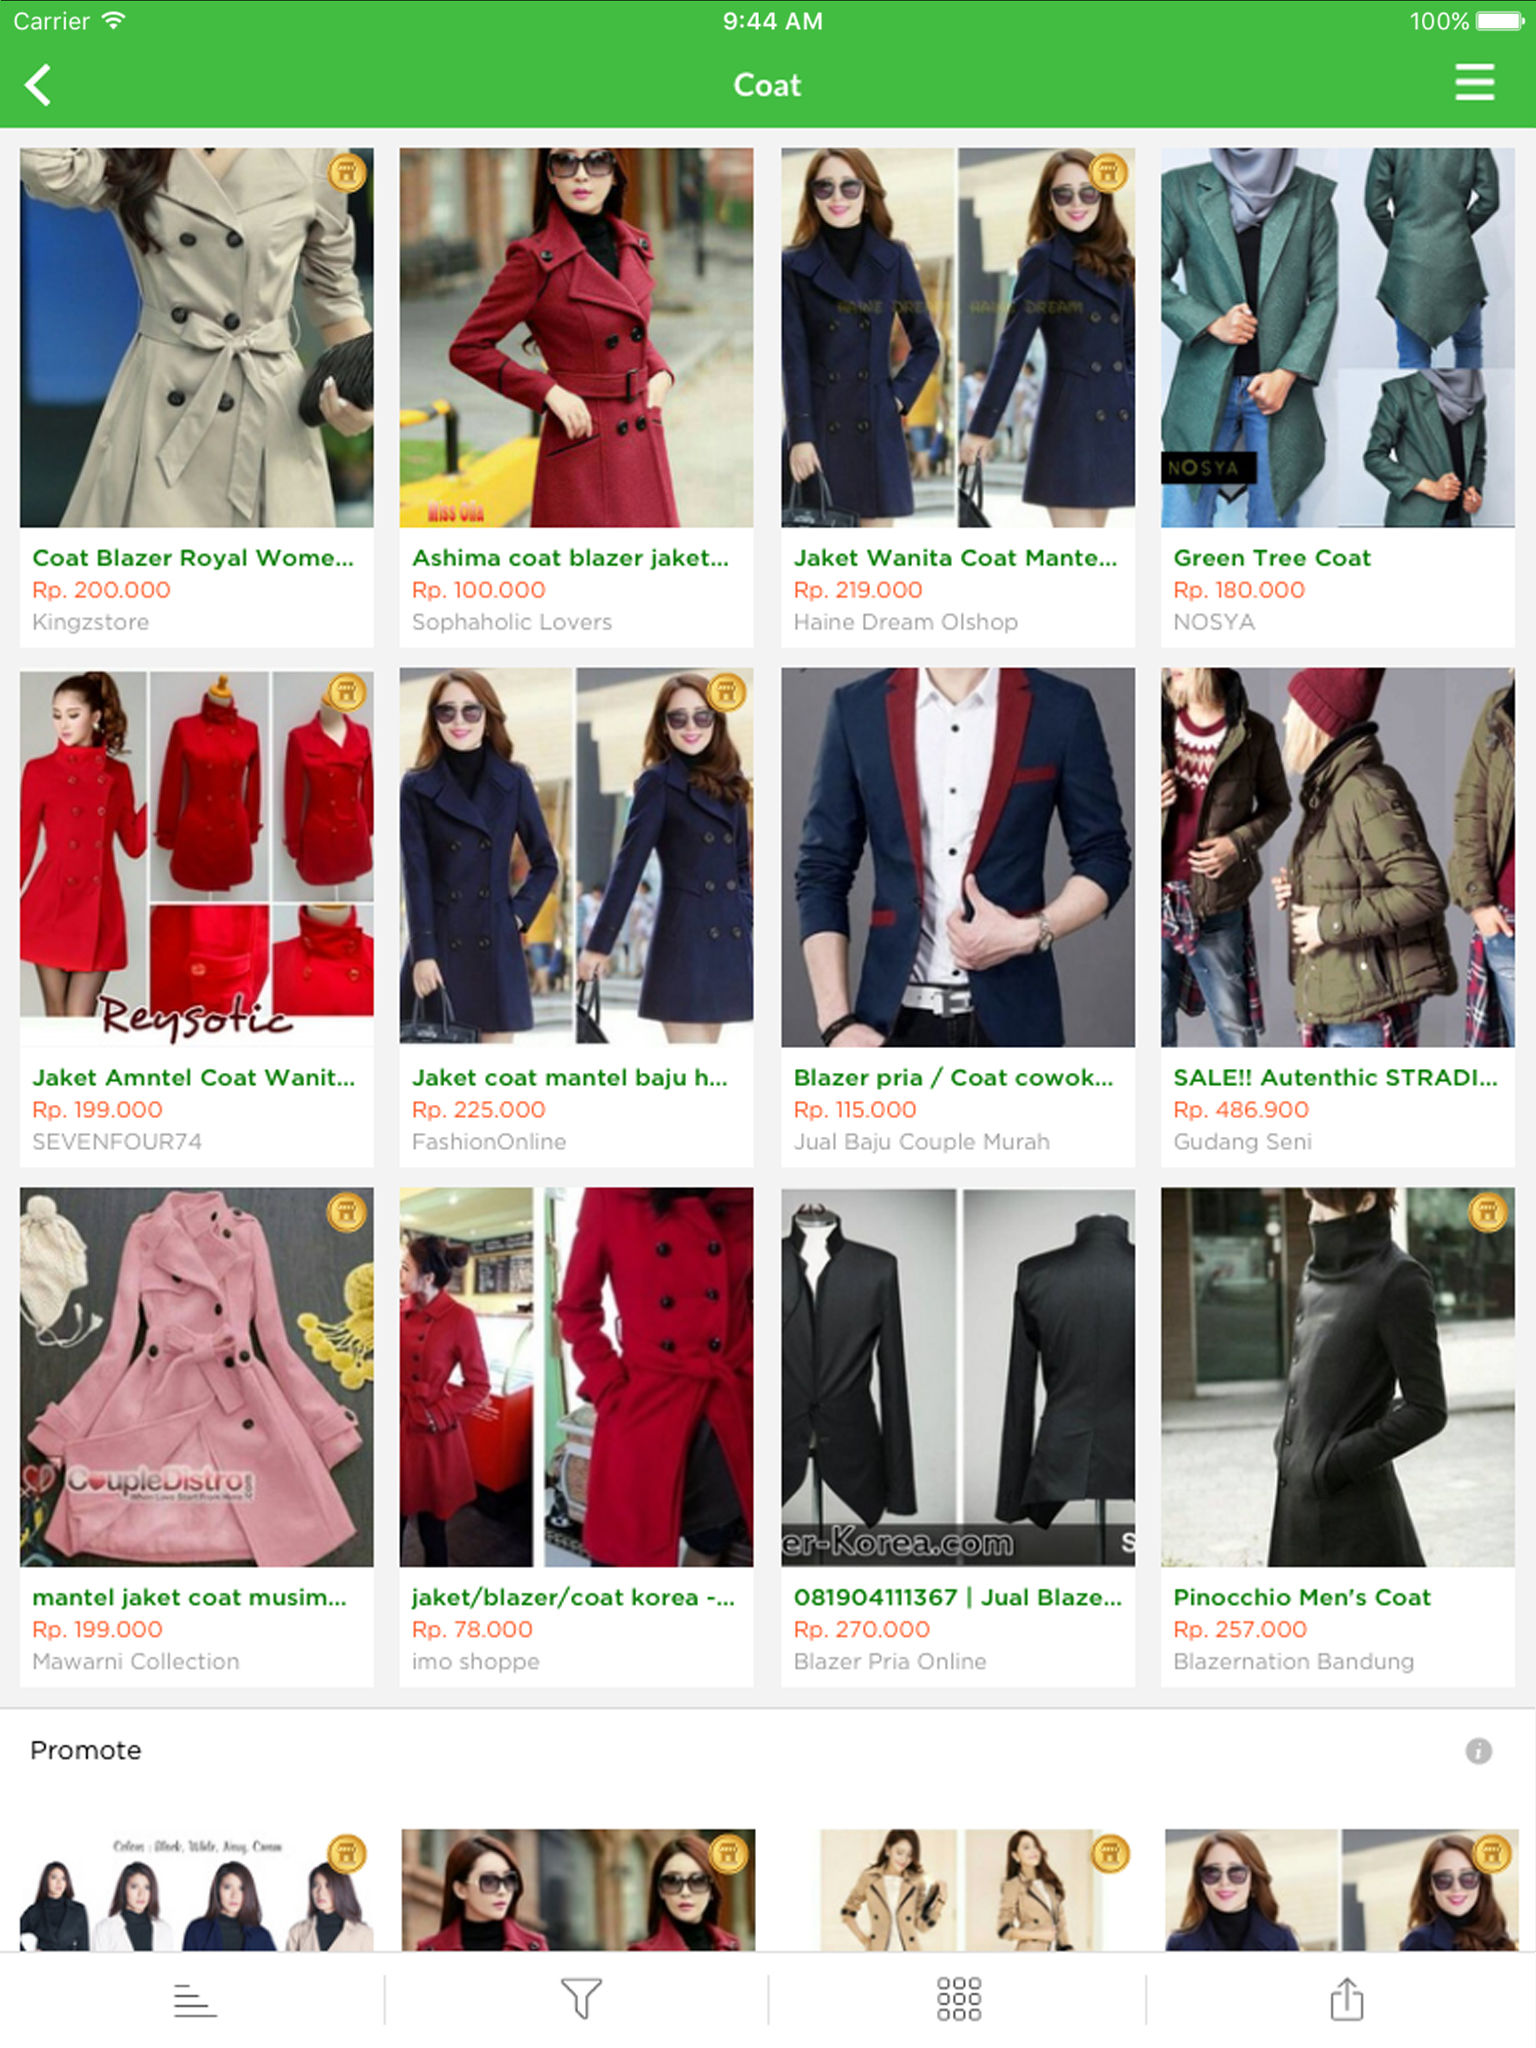 Carrier
9:44 AM
100%
Coat
HAINE DREAM
HAINE DREAM
NOSYA
Miss Olla
Coat Blazer Royal Wome...
Rp. 200.000
Kingzstore
Ashima coat blazer jaket...
Rp. 100.000
Sophaholic Lovers
Jaket Wanita Coat Mante...
Rp. 219.000
Haine Dream Olshop
Green Tree Coat
Rp. 180.000
NOSYA
Reysotic
Jaket Amntel Coat Wanit...
Rp. 199.000
SEVENFOUR74
Jaket coat mantel baju h...
Rp. 225.000
FashionOnline
Blazer pria / Coat cowok...
Rp. 115.000
Jual Baju Couple Murah
SALE!! Autenthic STRADI...
Rp. 486.900
Gudang Seni
CoupleDistro.com
When Love Start From Here
er-Korea.com
S
mantel jaket coat musim...
Rp. 199.000
Mawarni Collection
jaket/blazer/coat korea -...
Rp. 78.000
imo shoppe
081904111367 | Jual Blaze...
Rp. 270.000
Blazer Pria Online
Pinocchio Men's Coat
Rp. 257.000
Blazernation Bandung
Promote
Colors : Black, White, Navy, Cream